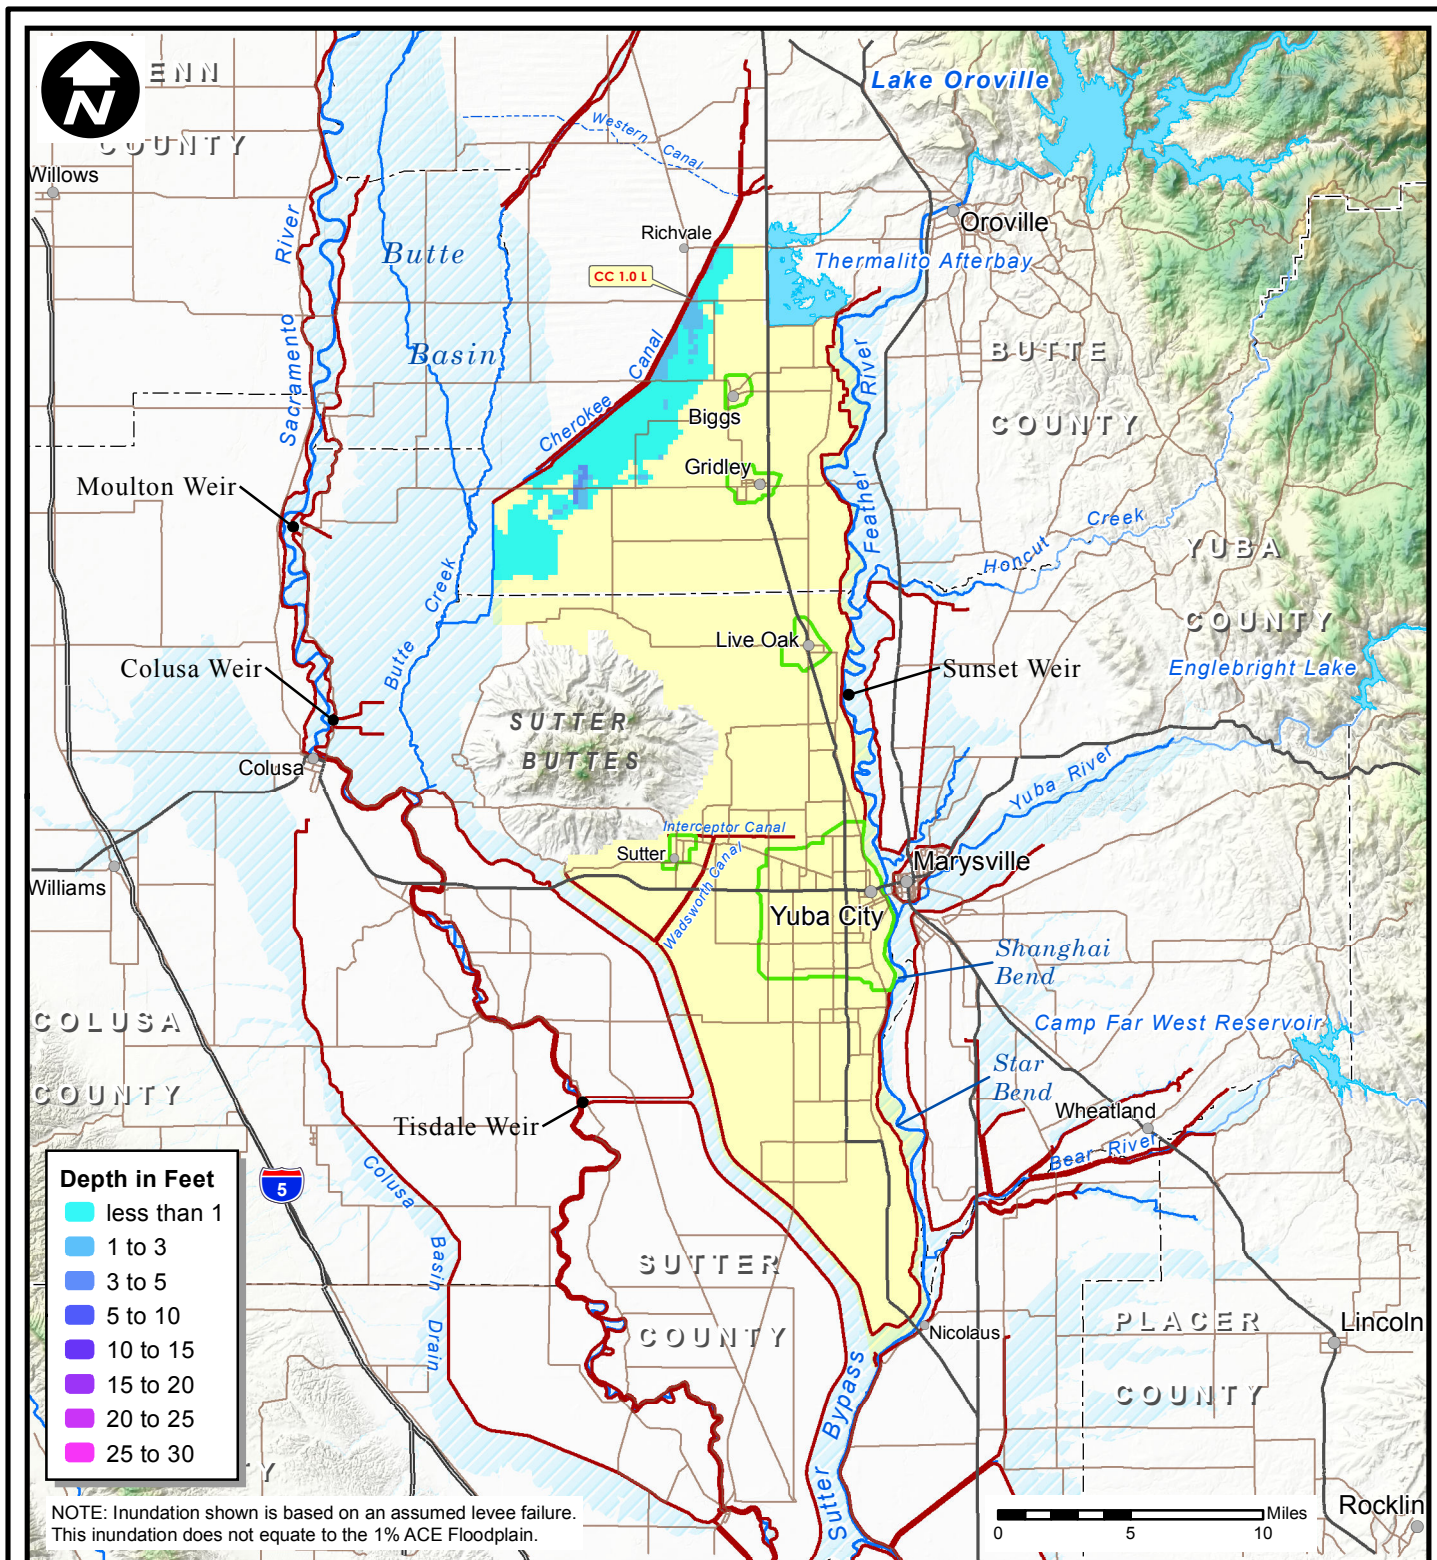 N
ENN
COUNTY
Willows
Sacramento River
Butte
Basin
Western Canal
Richvale
CC 1.0 L
Cherokee Canal
Lake Oroville
Oroville
Thermalito Afterbay
BUTTE
COUNTY
Biggs
Gridley
Feather River
Moulton Weir
Honcut Creek
YUBA
COUNTY
Butte Creek
Live Oak
Colusa Weir
Sunset Weir
Englebright Lake
SUTTER
BUTTES
Colusa
Yuba River
Interceptor Canal
Sutter
Wadsworth Canal
Marysville
Williams
Yuba City
Shanghai
Bend
COLUSA
COUNTY
Camp Far West Reservoir
Star
Bend
Wheatland
Tisdale Weir
Bear River
Colusa Basin Drain
5
Depth in Feet
less than 1
1 to 3
3 to 5
5 to 10
10 to 15
15 to 20
20 to 25
25 to 30
Y
SUTTER
COUNTY
Nicolaus
PLACER
COUNTY
Lincoln
Sutter Bypass
Rocklin
NOTE: Inundation shown is based on an assumed levee failure.
This inundation does not equate to the 1% ACE Floodplain.
Miles
0 5 10